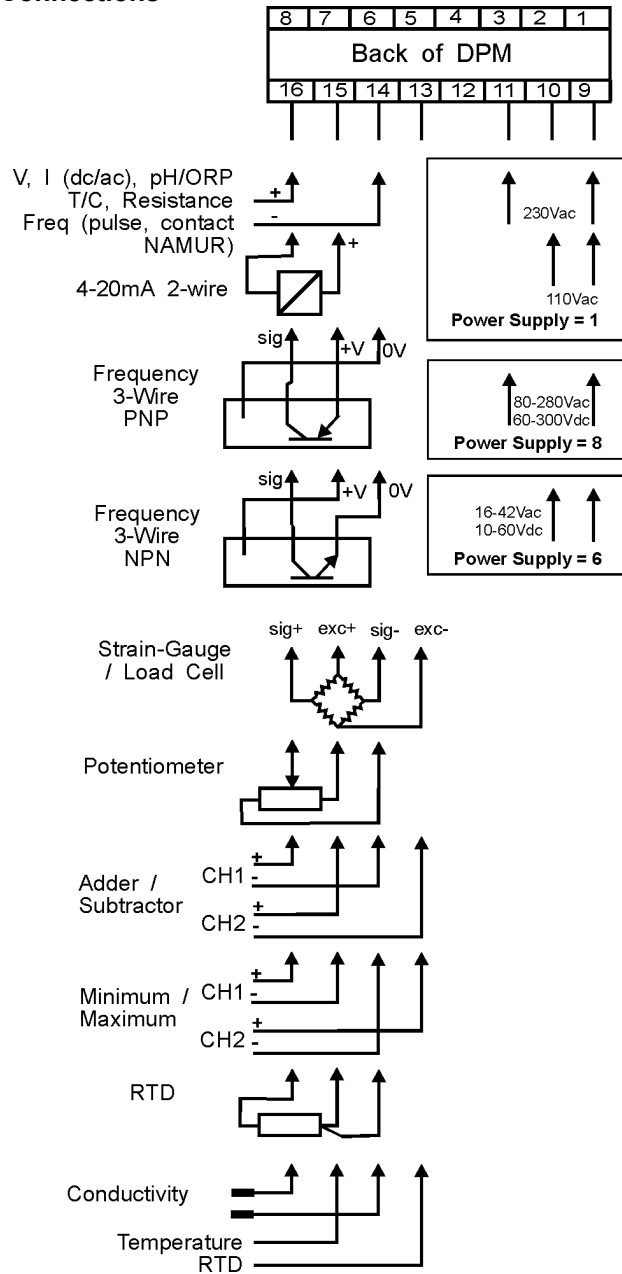 8 7 6 5 4 3 2 1
Back of DPM
16 15 14 13 12 11 10 9
V, I (dc/ac), pH/ORP
T/C, Resistance
+
Freq (pulse, contact
-
NAMUR)
+
4-20mA 2-wire
230Vac
110Vac
Power Supply = 1
sig +V 0V
Frequency
3-Wire
PNP
80-280Vac
60-300Vdc
Power Supply = 8
sig +V 0V
Frequency
3-Wire
NPN
16-42Vac
10-60Vdc
Power Supply = 6
sig+ exc+ sig- exc-
Strain-Gauge
/ Load Cell
Potentiometer
Adder /
Subtractor
+
CH1 -
+
CH2 -
Minimum /
Maximum
+
CH1 -
+
CH2 -
RTD
Conductivity
Temperature
RTD